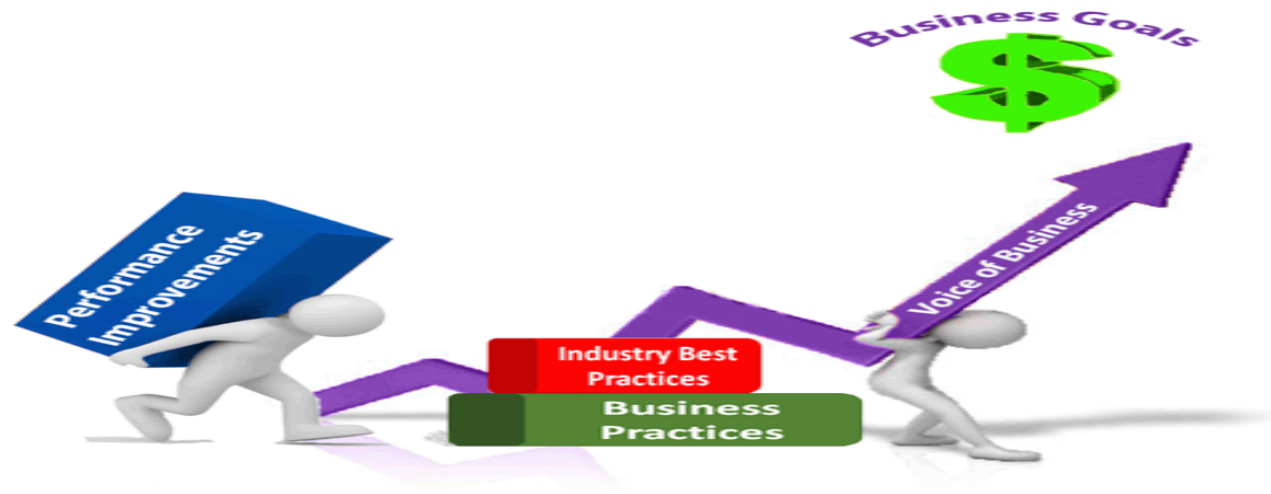 Business Goals
Performance
Improvements
Voice of Business
Industry Best
Practices
Business
Practices